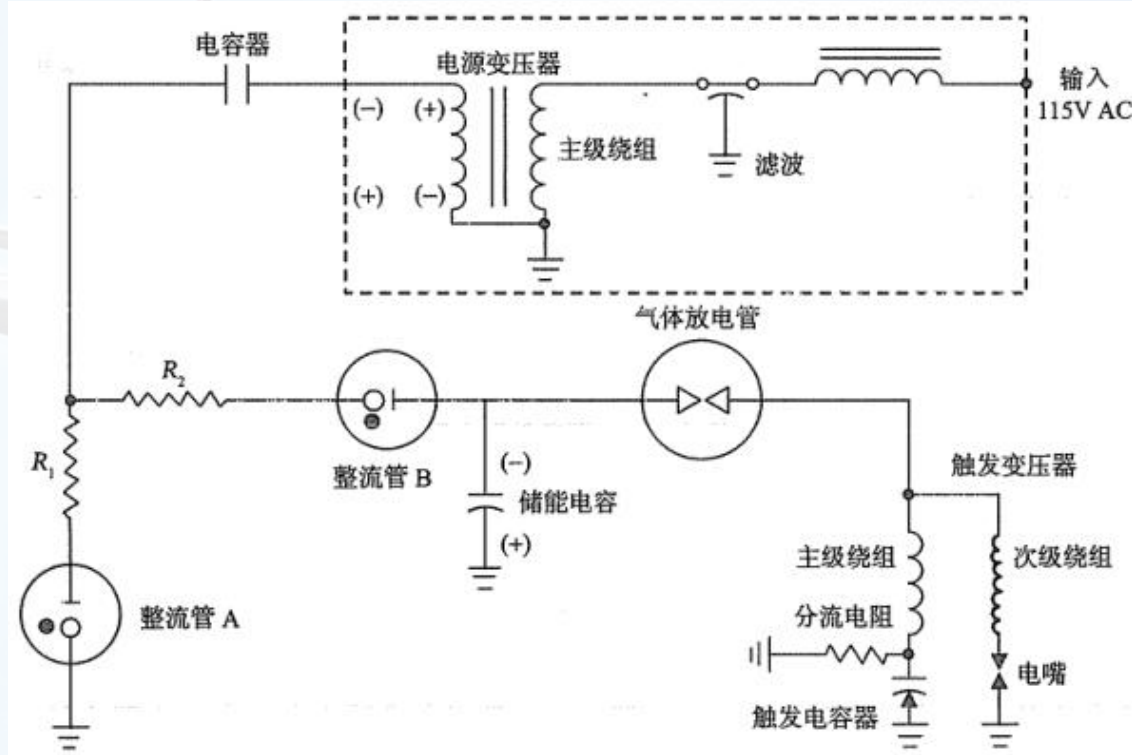 电容器
电源变压器
输入
115V AC
(−)
(+)
主级绕组
滤波
(+)
(−)
气体放电管
R₂
R₁
整流管 B
(−)
储能电容
(+)
触发变压器
整流管 A
主级绕组
次级绕组
分流电阻
电嘴
触发电容器